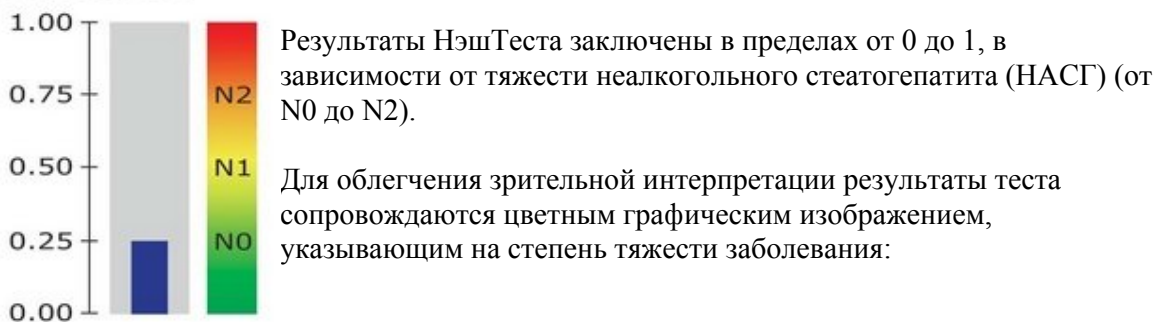 1.00
0.75
0.50
0.25
0.00
N2
N1
N0
Результаты НэшТеста заключены в пределах от 0 до 1, в
зависимости от тяжести неалкогольного стеатогепатита (НАСГ) (от
N0 до N2).
Для облегчения зрительной интерпретации результаты теста
сопровождаются цветным графическим изображением,
указывающим на степень тяжести заболевания: